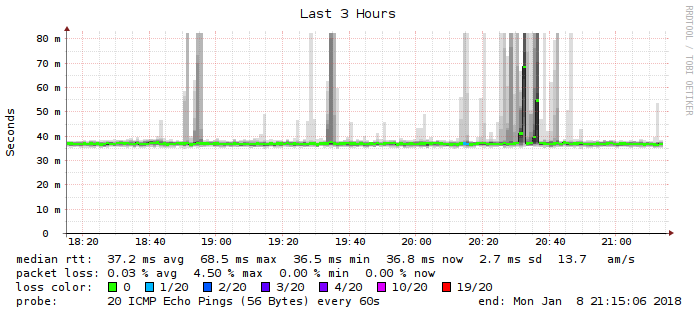 Last 3 Hours
RRDTOOL / TOBI OETIKER
Seconds
80 m
70 m
60 m
50 m
40 m
30 m
20 m
10 m
0
18:20 18:40 19:00 19:20 19:40 20:00 20:20 20:40 21:00
median rtt: 37.2 ms avg 68.5 ms max 36.5 ms min 36.8 ms now 2.7 ms sd 13.7 am/s
packet loss: 0.03 % avg 4.50 % max 0.00 % min 0.00 % now
loss color: 0 1/20 2/20 3/20 4/20 10/20 19/20
probe: 20 ICMP Echo Pings (56 Bytes) every 60s end: Mon Jan 8 21:15:06 2018